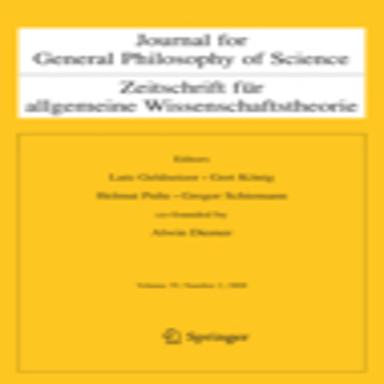 Journal for
General Philosophy of Science
Zeitschrift für
allgemeine Wissenschaftstheorie
Editors
Lutz Geldsetzer - Gert König
Helmut Pulte - Gregor Schiemann
co-founded by
Alwin Diemer
Springer